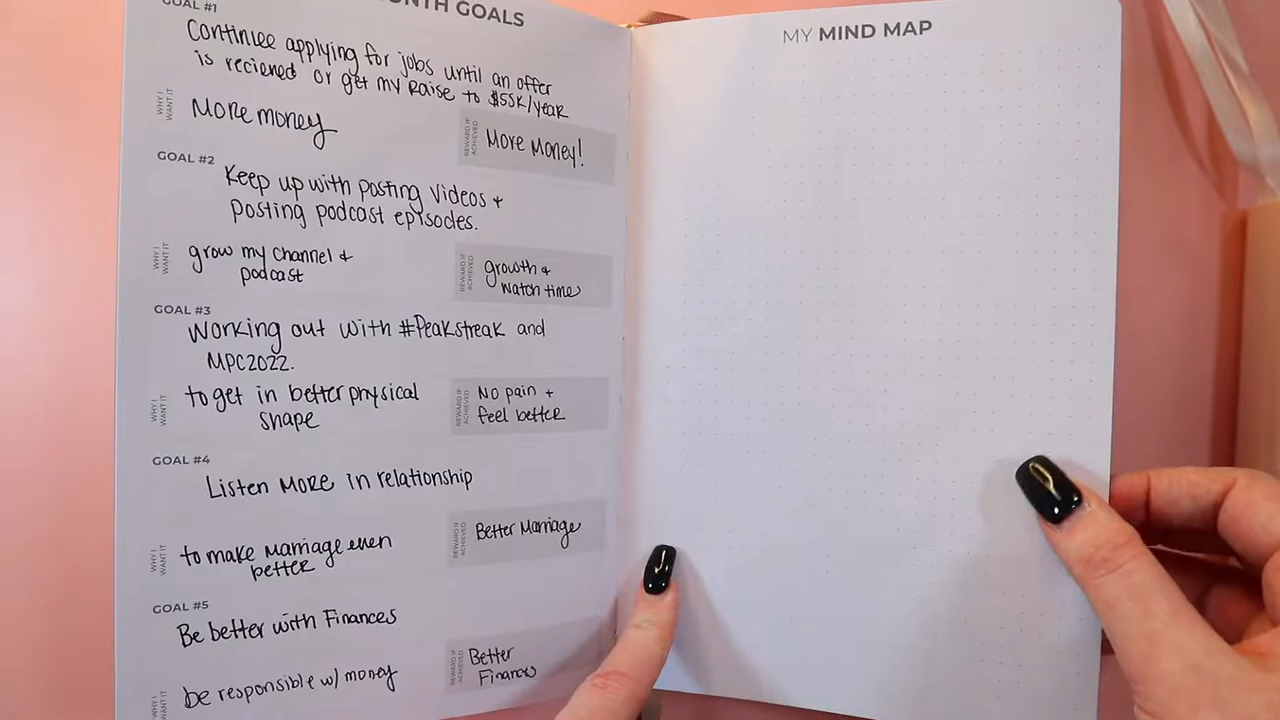 GOAL #1
NTH GOALS
Continue applying for jobs until an offer
is recieved or get my Raise to $55K/year
WHY I
WANT IT
More money
REWARD IF
ACHIEVED
More Money!
GOAL #2
Keep up with posting Videos +
posting podcast episodes.
WHY I
WANT IT
grow my channel +
podcast
REWARD IF
ACHIEVED
growth +
watch time
GOAL #3
Working out with #Peakstreak and
MPC2022.
WHY I
WANT IT
to get in better physical
shape
REWARD IF
ACHIEVED
No pain +
feel better
GOAL #4
Listen MORE in relationship
WHY I
WANT IT
to make marriage even
better
REWARD IF
ACHIEVED
Better Marriage
GOAL #5
Be better with Finances
WHY I
WANT IT
be responsible w/ money
REWARD IF
ACHIEVED
Better
Finances
MY MIND MAP